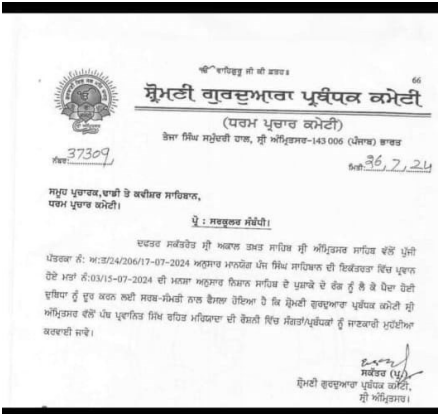 ੴ ਵਾਹਿਗੁਰੂ ਜੀ ਕੀ ਫ਼ਤਹ॥
66
ਸ਼੍ਰੋਮਣੀ ਗੁਰਦੁਆਰਾ ਪ੍ਰਬੰਧਕ ਕਮੇਟੀ
(ਧਰਮ ਪ੍ਰਚਾਰ ਕਮੇਟੀ)
ਤੇਜਾ ਸਿੰਘ ਸਮੁੰਦਰੀ ਹਾਲ, ਸ੍ਰੀ ਅੰਮ੍ਰਿਤਸਰ-143 006 (ਪੰਜਾਬ) ਭਾਰਤ
ਨੰਬਰ 37309 ਮਿਤੀ 26/7/24
ਸਮੂਹ ਪ੍ਰਚਾਰਕ,ਢਾਡੀ ਤੇ ਕਵੀਸ਼ਰ ਸਾਹਿਬਾਨ,
ਧਰਮ ਪ੍ਰਚਾਰ ਕਮੇਟੀ।
ਪ੍ਰੋ : ਸਰਕੂਲਰ ਸੰਬੰਧੀ।
ਦਫਤਰ ਸਕੱਤਰੇਤ ਸ੍ਰੀ ਅਕਾਲ ਤਖ਼ਤ ਸਾਹਿਬ ਸ੍ਰੀ ਅੰਮ੍ਰਿਤਸਰ ਸਾਹਿਬ ਵੱਲੋਂ ਪੁੱਜੀ
ਪੱਤਰਕਾ ਨੰ: ਅ:ਤ/24/206/17-07-2024 ਅਨੁਸਾਰ ਮਾਨਯੋਗ ਪੰਜ ਸਿੰਘ ਸਾਹਿਬਾਨ ਦੀ ਇਕੱਤਰਤਾ ਵਿੱਚ ਪ੍ਰਵਾਨ
ਹੋਏ ਮਤਾਂ ਨੰ:03/15-07-2024 ਦੀ ਮਨਸ਼ਾ ਅਨੁਸਾਰ ਨਿਸ਼ਾਨ ਸਾਹਿਬ ਦੇ ਪੁਸ਼ਾਕੇ ਦੇ ਰੰਗ ਨੂੰ ਲੈ ਕੇ ਪੈਦਾ ਹੋਈ
ਦੁਬਿਧਾ ਨੂੰ ਦੂਰ ਕਰਨ ਲਈ ਸਰਬ-ਸੰਮਤੀ ਨਾਲ ਫੈਸਲਾ ਹੋਇਆ ਹੈ ਕਿ ਸ਼੍ਰੋਮਣੀ ਗੁਰਦੁਆਰਾ ਪ੍ਰਬੰਧਕ ਕਮੇਟੀ ਸ੍ਰੀ
ਅੰਮ੍ਰਿਤਸਰ ਵੱਲੋਂ ਪੰਥ ਪ੍ਰਵਾਨਿਤ ਸਿੱਖ ਰਹਿਤ ਮਰਿਯਾਦਾ ਦੀ ਰੌਸ਼ਨੀ ਵਿੱਚ ਸੰਗਤਾਂ/ਪ੍ਰਬੰਧਕਾਂ ਨੂੰ ਜਾਣਕਾਰੀ ਮੁਹੱਈਆ
ਕਰਵਾਈ ਜਾਵੇ।
ਸਕੱਤਰ (ਪ੍ਰ),
ਸ਼੍ਰੋਮਣੀ ਗੁਰਦੁਆਰਾ ਪ੍ਰਬੰਧਕ ਕਮੇਟੀ,
ਸ੍ਰੀ ਅੰਮ੍ਰਿਤਸਰ।